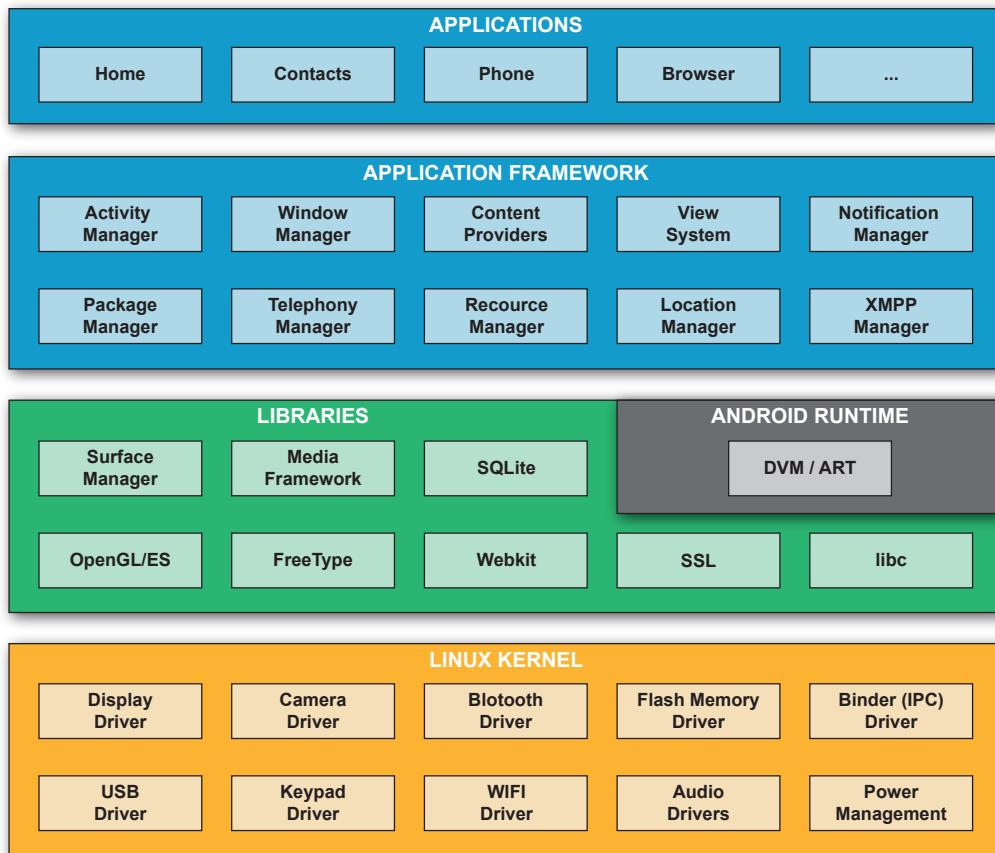 APPLICATIONS
Home
Contacts
Phone
Browser
...
APPLICATION FRAMEWORK
Activity
Manager
Window
Manager
Content
Providers
View
System
Notification
Manager
Package
Manager
Telephony
Manager
Recource
Manager
Location
Manager
XMPP
Manager
LIBRARIES
Surface
Manager
Media
Framework
SQLite
ANDROID RUNTIME
DVM / ART
OpenGL/ES
FreeType
Webkit
SSL
libc
LINUX KERNEL
Display
Driver
Camera
Driver
Blotooth
Driver
Flash Memory
Driver
Binder (IPC)
Driver
USB
Driver
Keypad
Driver
WIFI
Driver
Audio
Drivers
Power
Management